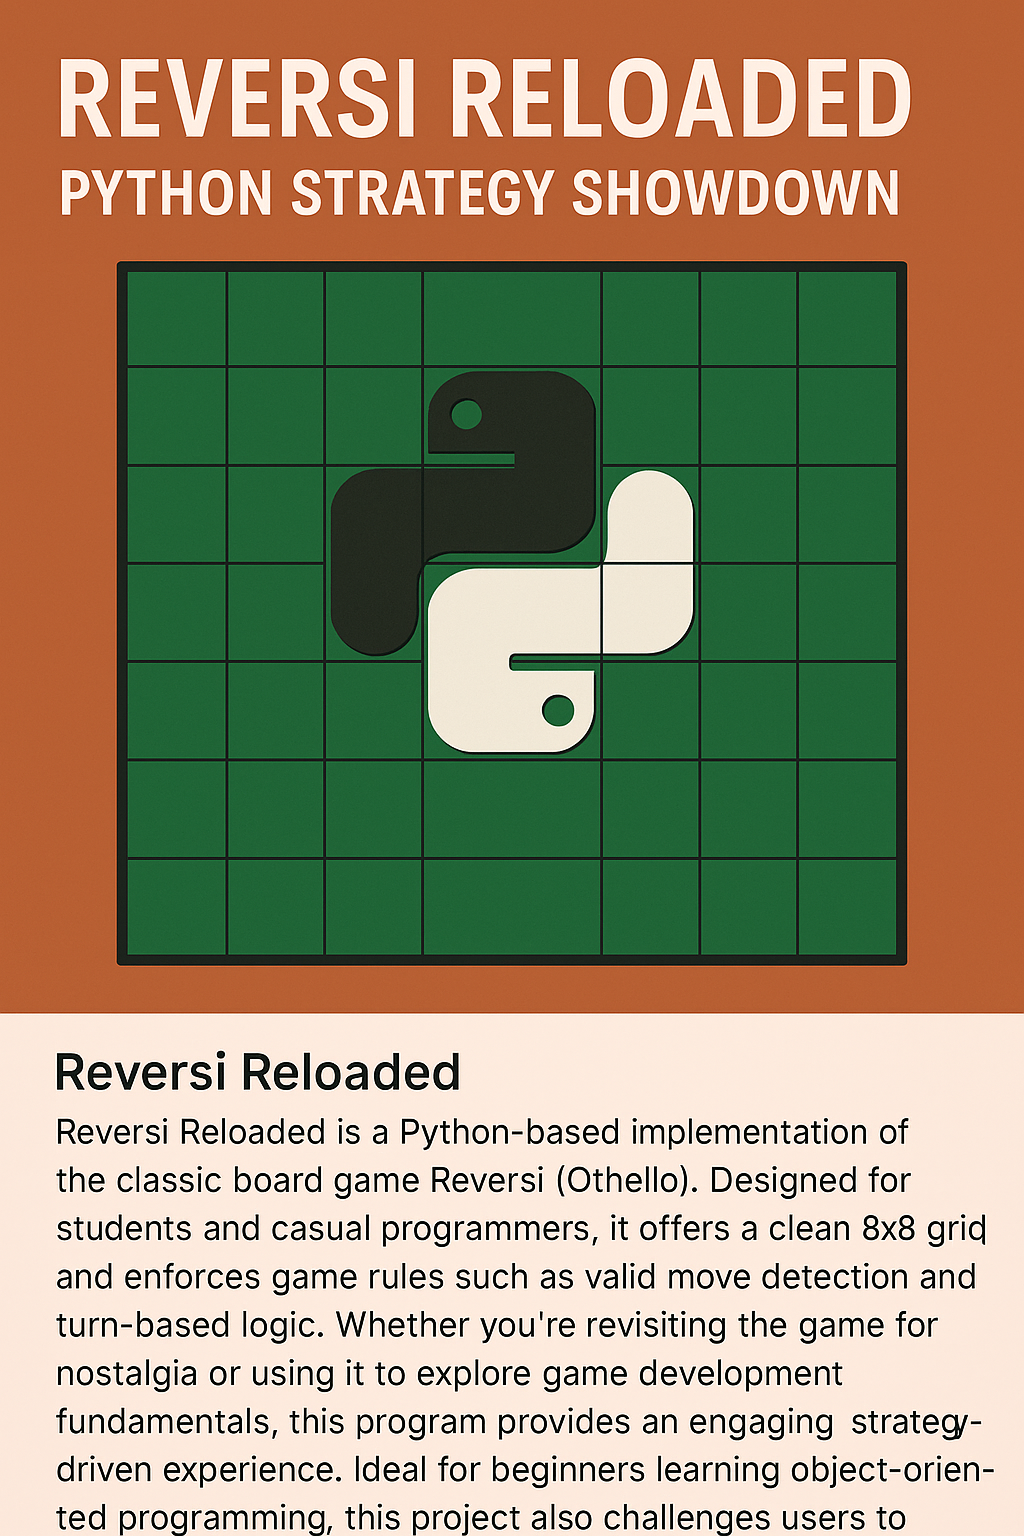 REVERSI RELOADED
PYTHON STRATEGY SHOWDOWN
Reversi Reloaded
Reversi Reloaded is a Python-based implementation of
the classic board game Reversi (Othello). Designed for
students and casual programmers, it offers a clean 8x8 grid
and enforces game rules such as valid move detection and
turn-based logic. Whether you're revisiting the game for
nostalgia or using it to explore game development
fundamentals, this program provides an engaging strategy-
driven experience. Ideal for beginners learning object-orien-
ted programming, this project also challenges users to